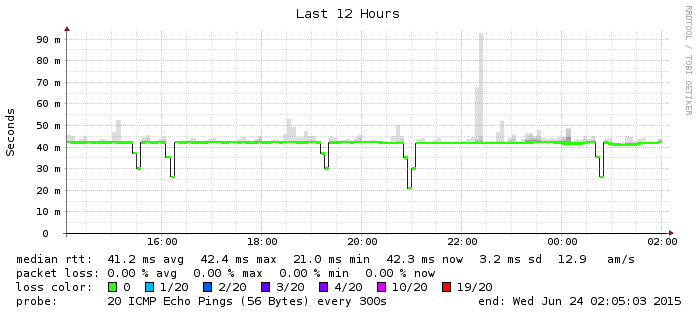 Last 12 Hours
RRDTOOL / TOBI OETIKER
Seconds
90 m
80 m
70 m
60 m
50 m
40 m
30 m
20 m
10 m
0
16:00 18:00 20:00 22:00 00:00 02:00
median rtt: 41.2 ms avg 42.4 ms max 21.0 ms min 42.3 ms now 3.2 ms sd 12.9 am/s
packet loss: 0.00 % avg 0.00 % max 0.00 % min 0.00 % now
loss color: 0 1/20 2/20 3/20 4/20 10/20 19/20
probe: 20 ICMP Echo Pings (56 Bytes) every 300s end: Wed Jun 24 02:05:03 2015